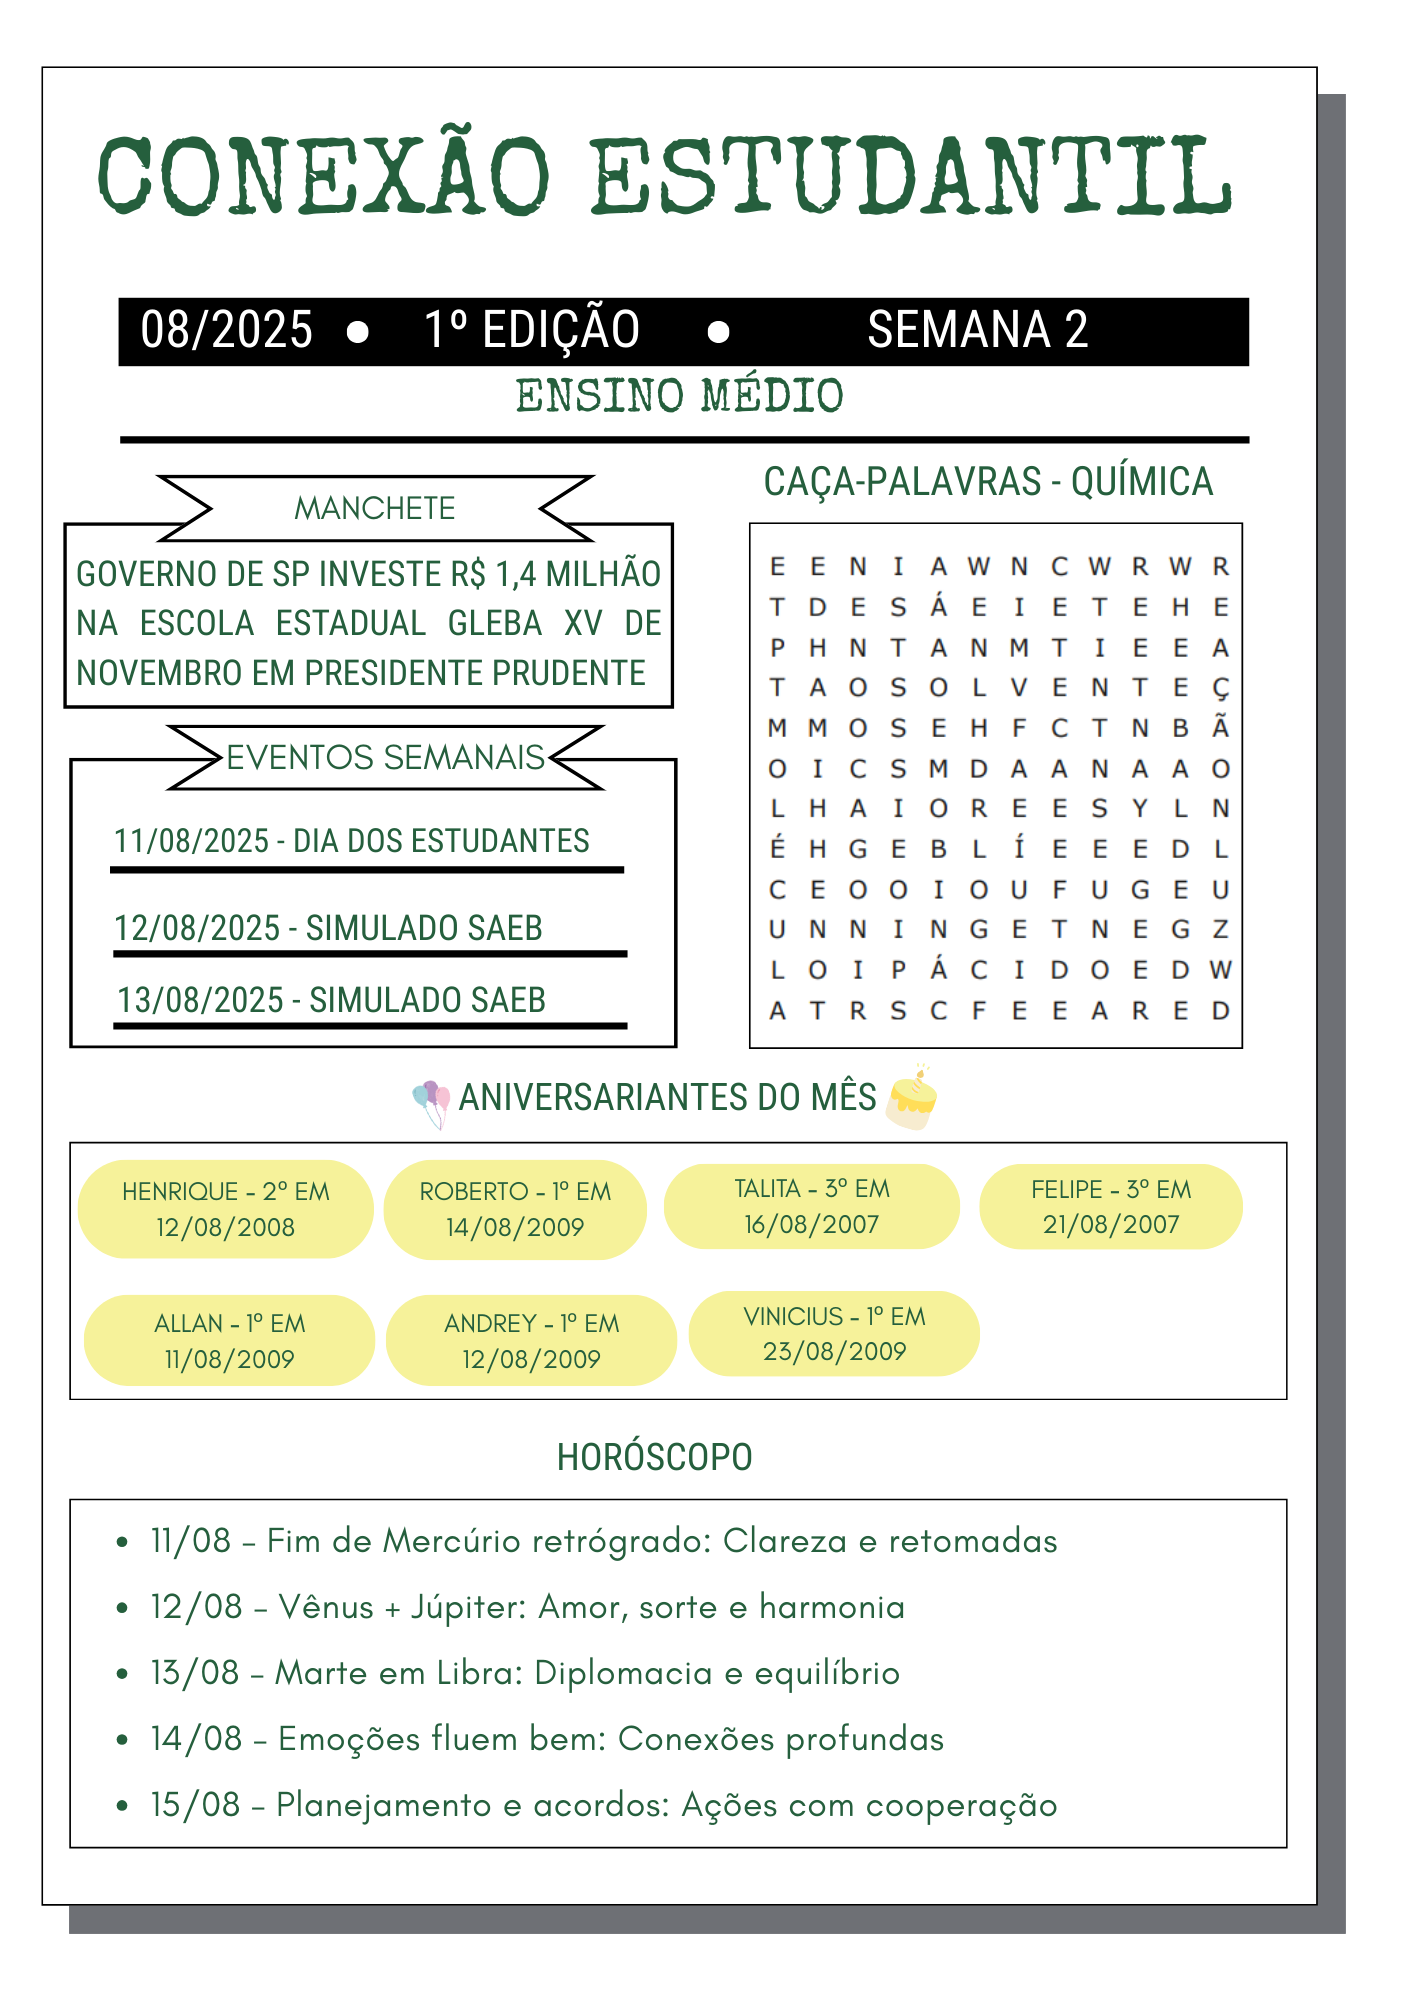 CONEXÃO ESTUDANTIL
08/2025 • 1º EDIÇÃO • SEMANA 2
ENSINO MÉDIO
MANCHETE
GOVERNO DE SP INVESTE R$ 1,4 MILHÃO
NA ESCOLA ESTADUAL GLEBA XV DE
NOVEMBRO EM PRESIDENTE PRUDENTE
EVENTOS SEMANAIS
11/08/2025 - DIA DOS ESTUDANTES
12/08/2025 - SIMULADO SAEB
13/08/2025 - SIMULADO SAEB
CAÇA-PALAVRAS - QUÍMICA
E E N I A W N C W R W R
T D E S Á E I E T E H E
P H N T A N M T I E E A
T A O S O L V E N T E Ç
M M O S E H F C T N B Ã
O I C S M D A A N A A O
L H A I O R E E S Y L N
É H G E B L Í E E E D L
C E O O I O U F U G E U
U N N I N G E T N E G Z
L O I P Á C I D O E D W
A T R S C F E E A R E D
ANIVERSARIANTES DO MÊS
HENRIQUE - 2º EM
12/08/2008
ROBERTO - 1º EM
14/08/2009
TALITA - 3º EM
16/08/2007
FELIPE - 3º EM
21/08/2007
ALLAN - 1º EM
11/08/2009
ANDREY - 1º EM
12/08/2009
VINICIUS - 1º EM
23/08/2009
HORÓSCOPO
• 11/08 – Fim de Mercúrio retrógrado: Clareza e retomadas
• 12/08 – Vênus + Júpiter: Amor, sorte e harmonia
• 13/08 – Marte em Libra: Diplomacia e equilíbrio
• 14/08 – Emoções fluem bem: Conexões profundas
• 15/08 – Planejamento e acordos: Ações com cooperação